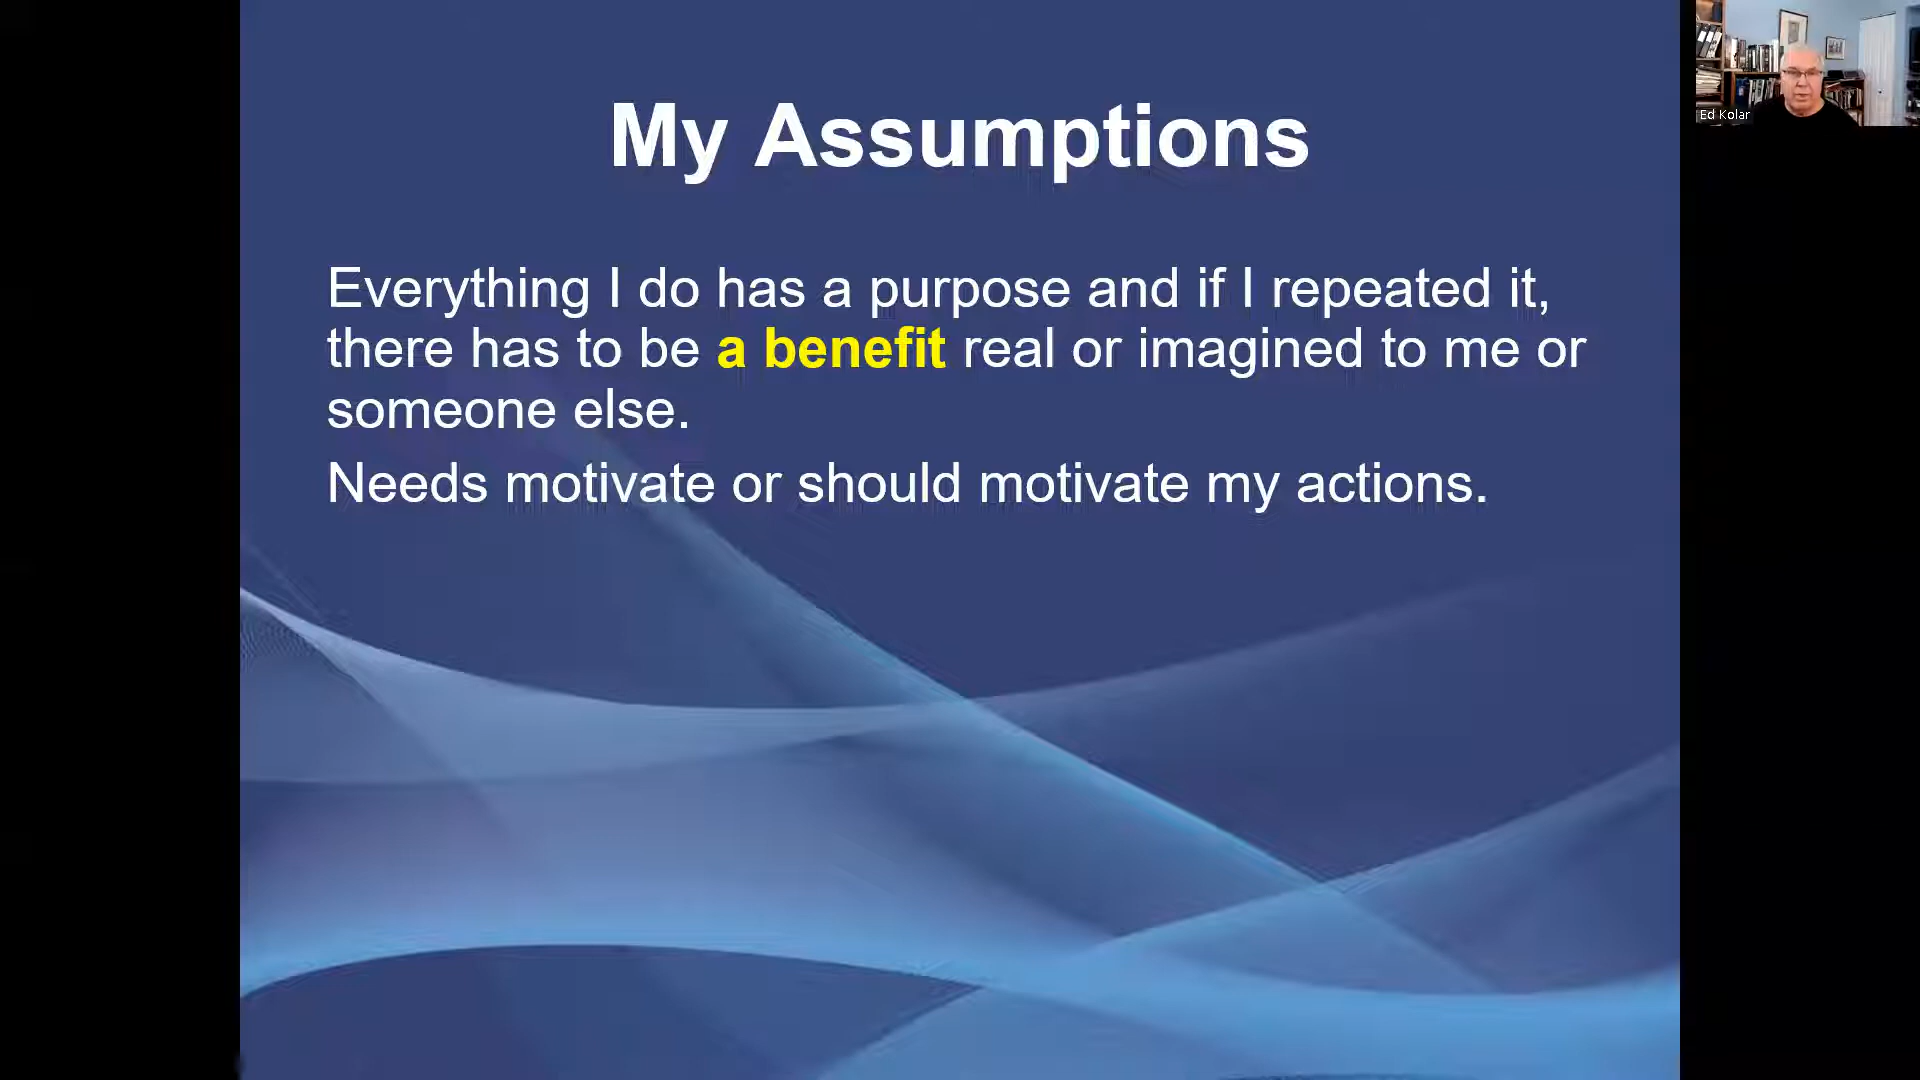 My Assumptions
Everything I do has a purpose and if I repeated it,
there has to be a benefit real or imagined to me or
someone else.
Needs motivate or should motivate my actions.
Ed Kolar